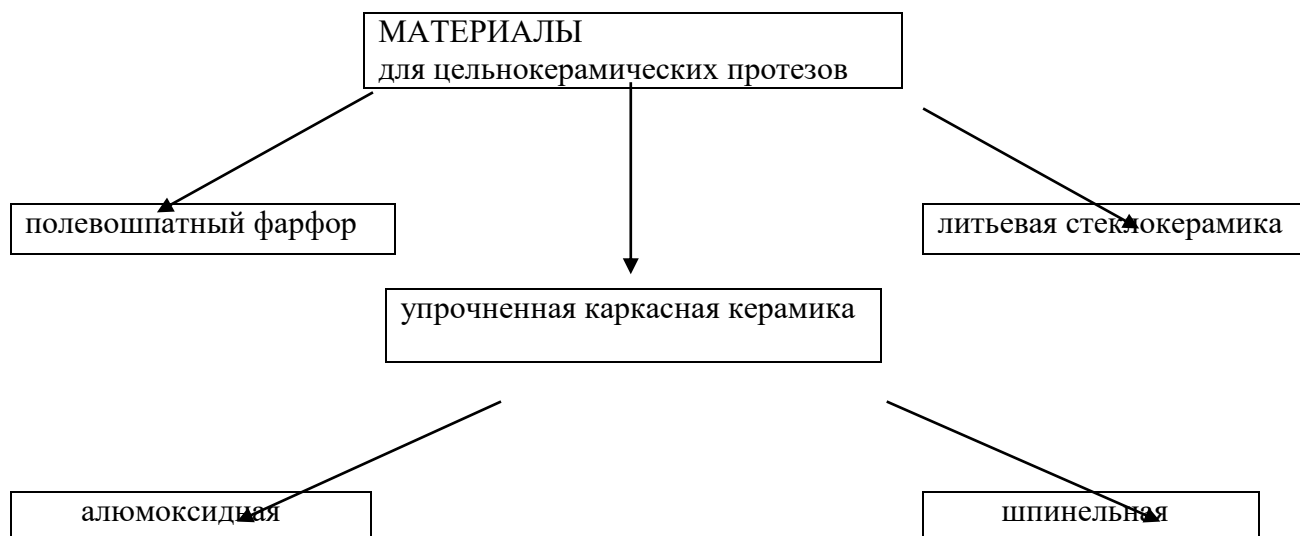 МАТЕРИАЛЫ
для цельнокерамических протезов
полевошпатный фарфор
литьевая стеклокерамика
упрочненная каркасная керамика
алюмоксидная
шпинельная